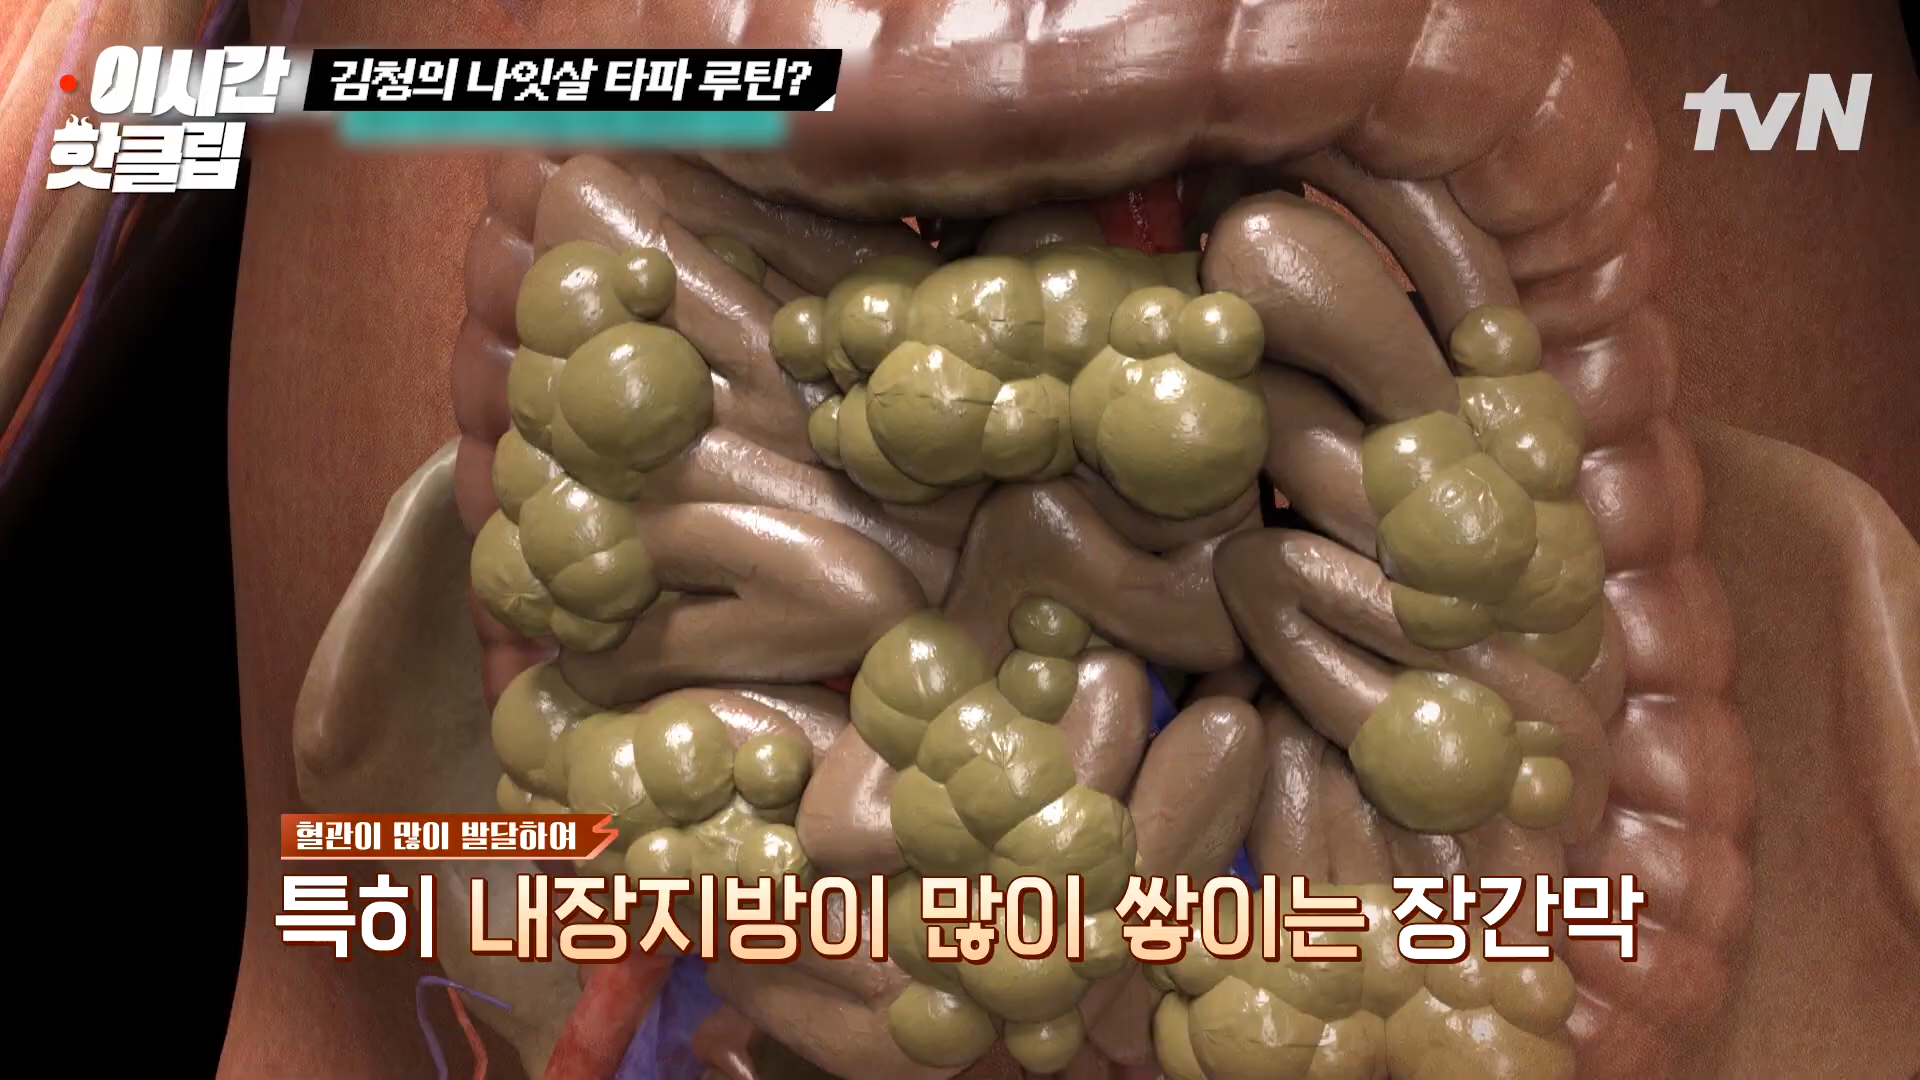 이시간
핫클립
김청의 나잇살 타파 루틴?
tvN
혈관이 많이 발달하여
특히 내장지방이 많이 쌓이는 장간막